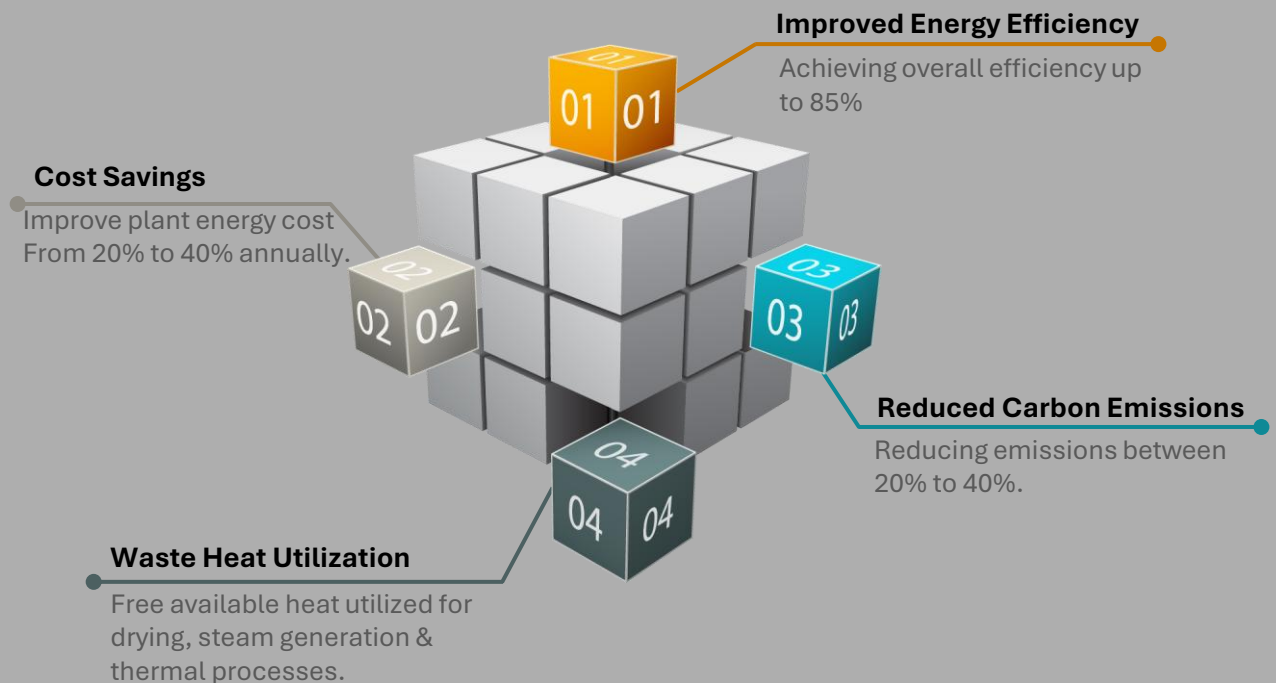 Improved Energy Efficiency
Achieving overall efficiency up
to 85%
01
01
01
Cost Savings
Improve plant energy cost
From 20% to 40% annually.
02
02
02
03
03
03
Reduced Carbon Emissions
Reducing emissions between
20% to 40%.
04
04
04
Waste Heat Utilization
Free available heat utilized for
drying, steam generation &
thermal processes.